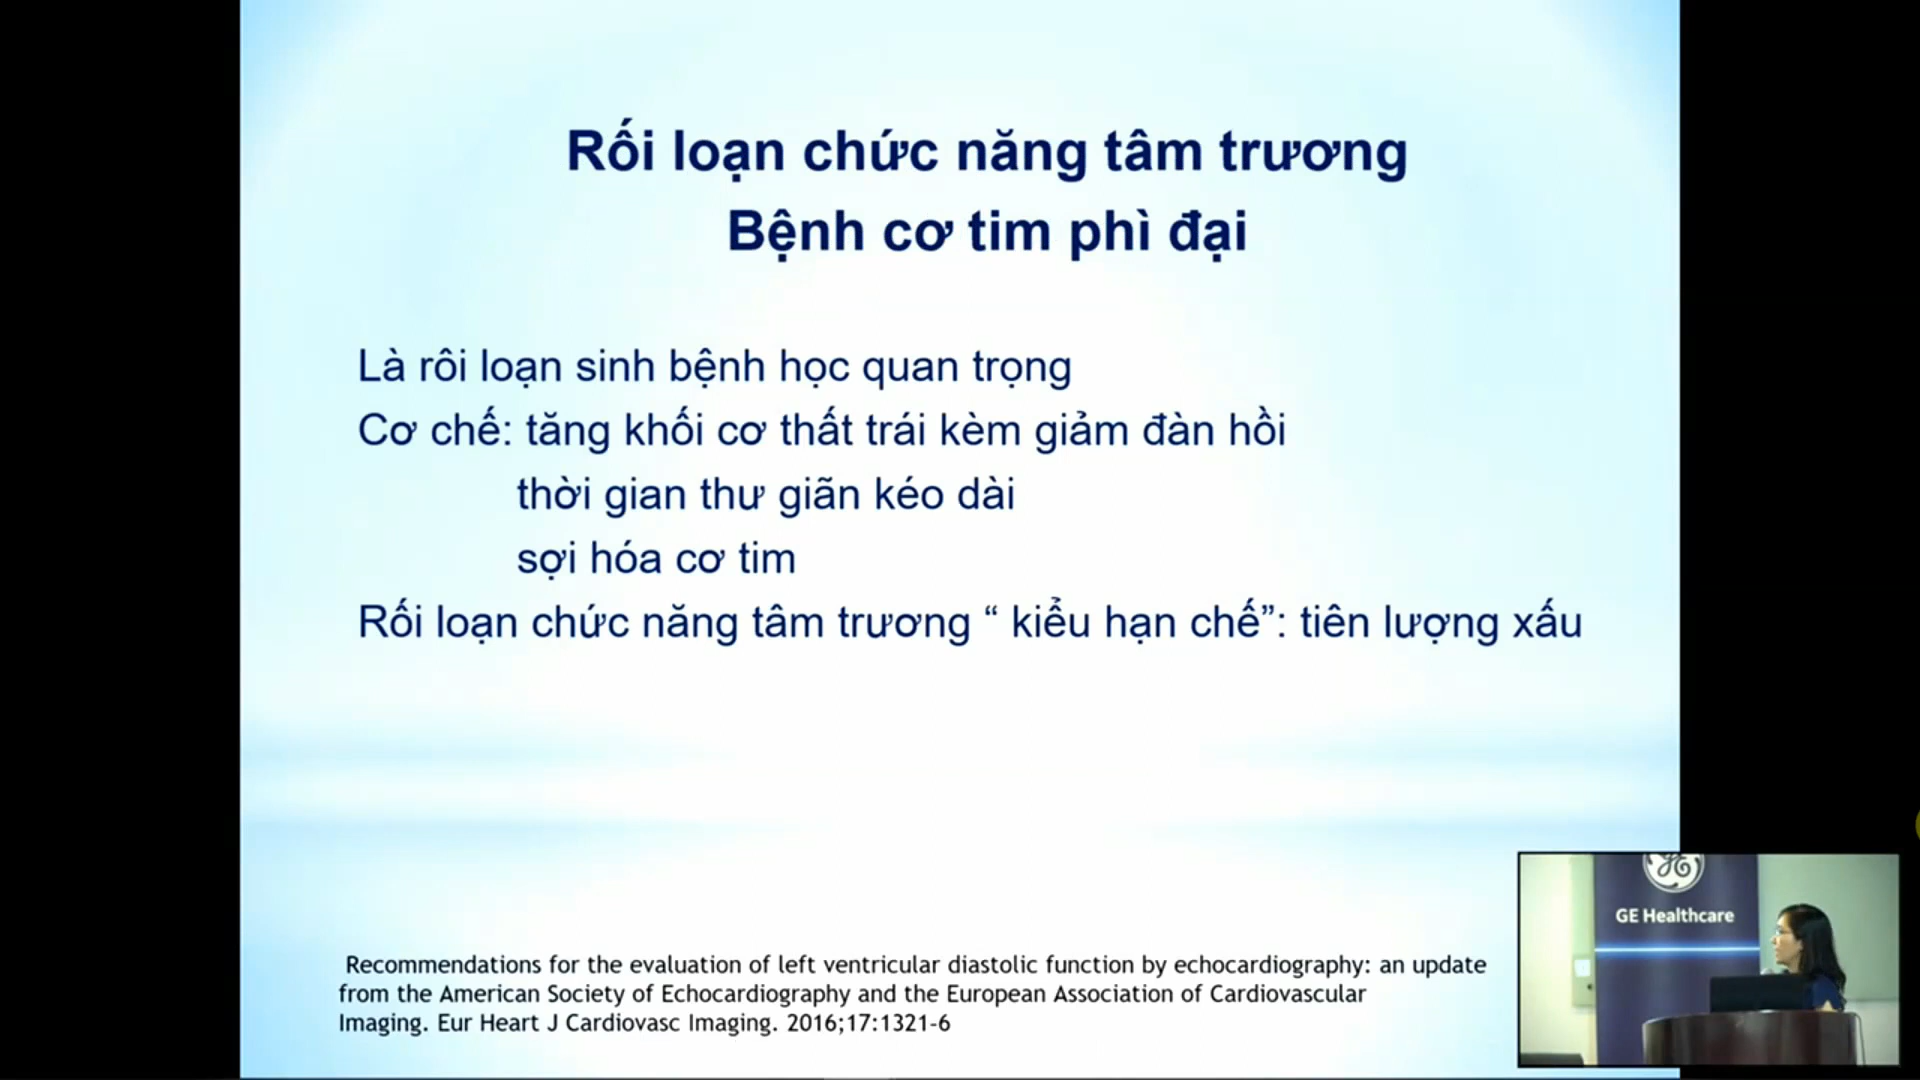 Rối loạn chức năng tâm trương
Bệnh cơ tim phì đại
Là rôi loạn sinh bệnh học quan trọng
Cơ chế: tăng khối cơ thất trái kèm giảm đàn hồi
thời gian thư giãn kéo dài
sợi hóa cơ tim
Rối loạn chức năng tâm trương “ kiểu hạn chế”: tiên lượng xấu
Recommendations for the evaluation of left ventricular diastolic function by echocardiography: an update
from the American Society of Echocardiography and the European Association of Cardiovascular
Imaging. Eur Heart J Cardiovasc Imaging. 2016;17:1321-6
GE Healthcare